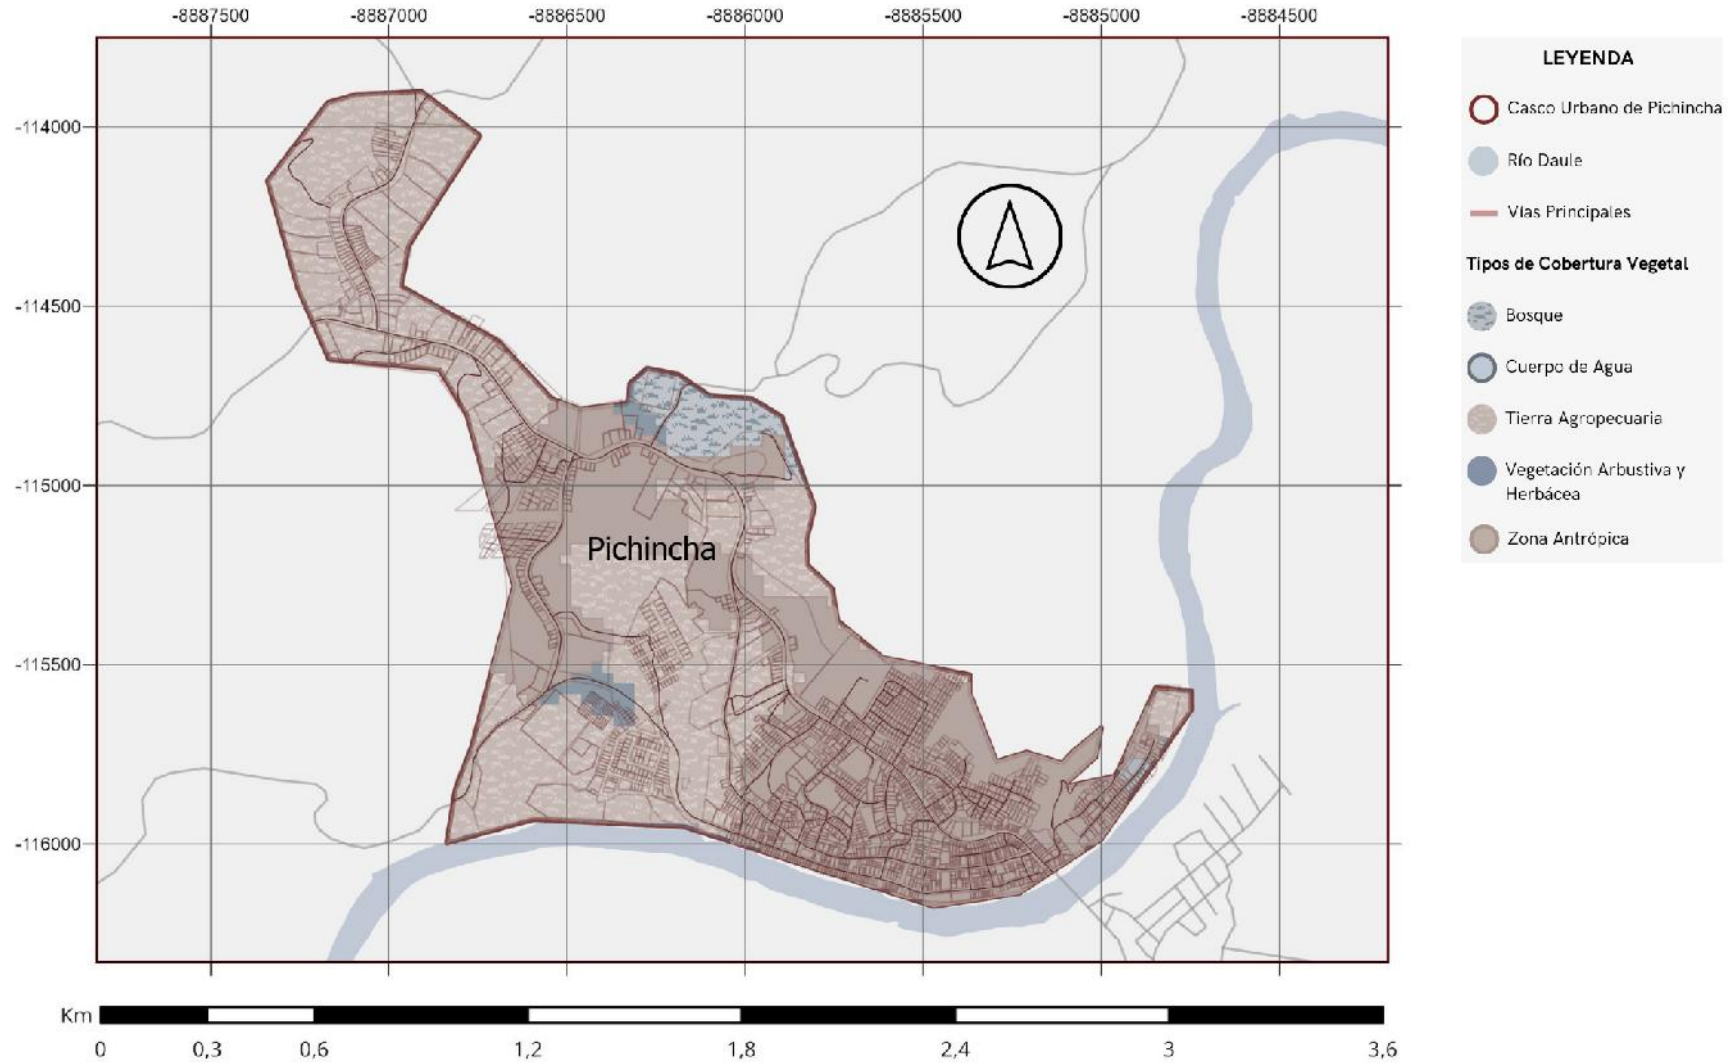 -8887500 -8887000 -8886500 -8886000 -8885500 -8885000 -8884500
LEYENDA
Casco Urbano de Pichincha
Río Daule
Vías Principales
Tipos de Cobertura Vegetal
Bosque
Cuerpo de Agua
Tierra Agropecuaria
Vegetación Arbustiva y
Herbácea
Zona Antrópica
-114000
-114500
-115000
-115500
-116000
Pichincha
Km
0 0,3 0,6 1,2 1,8 2,4 3 3,6